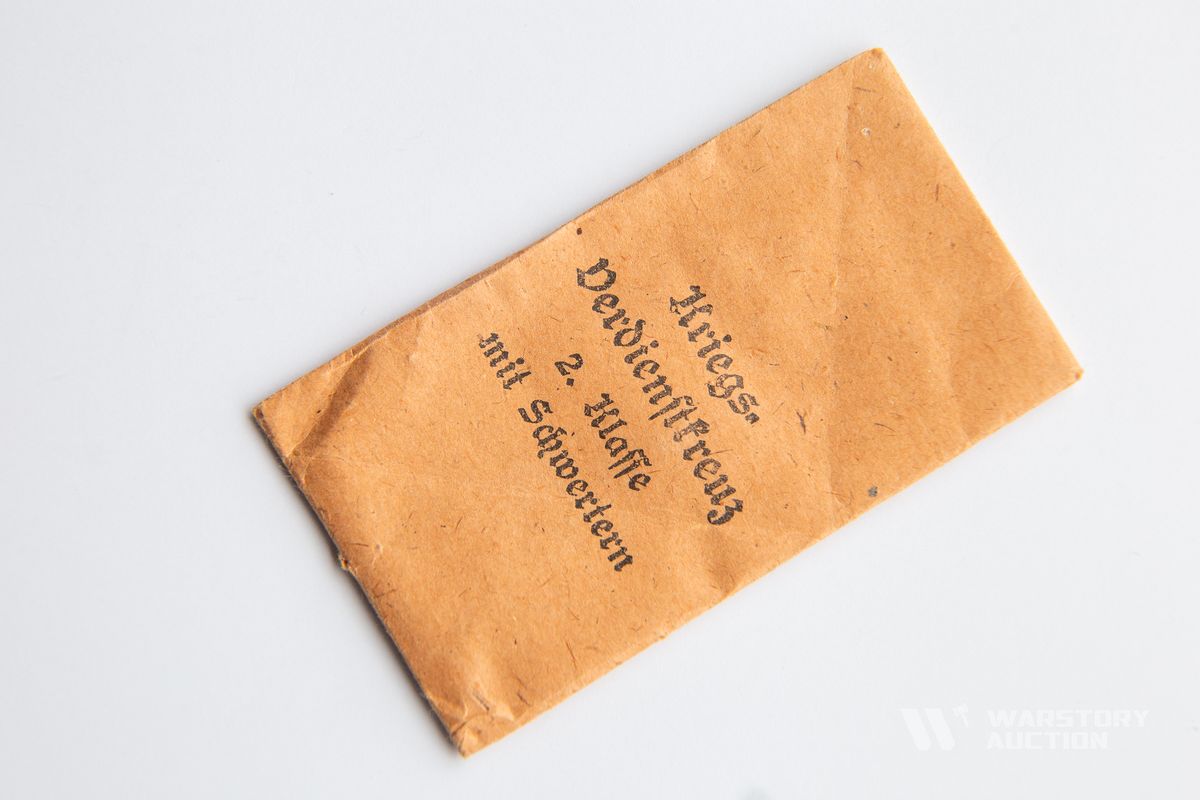 Kriegs-
Verdienſtkreuz
2. Klaſſe
mit Schwertern
WARSTORY
AUCTION